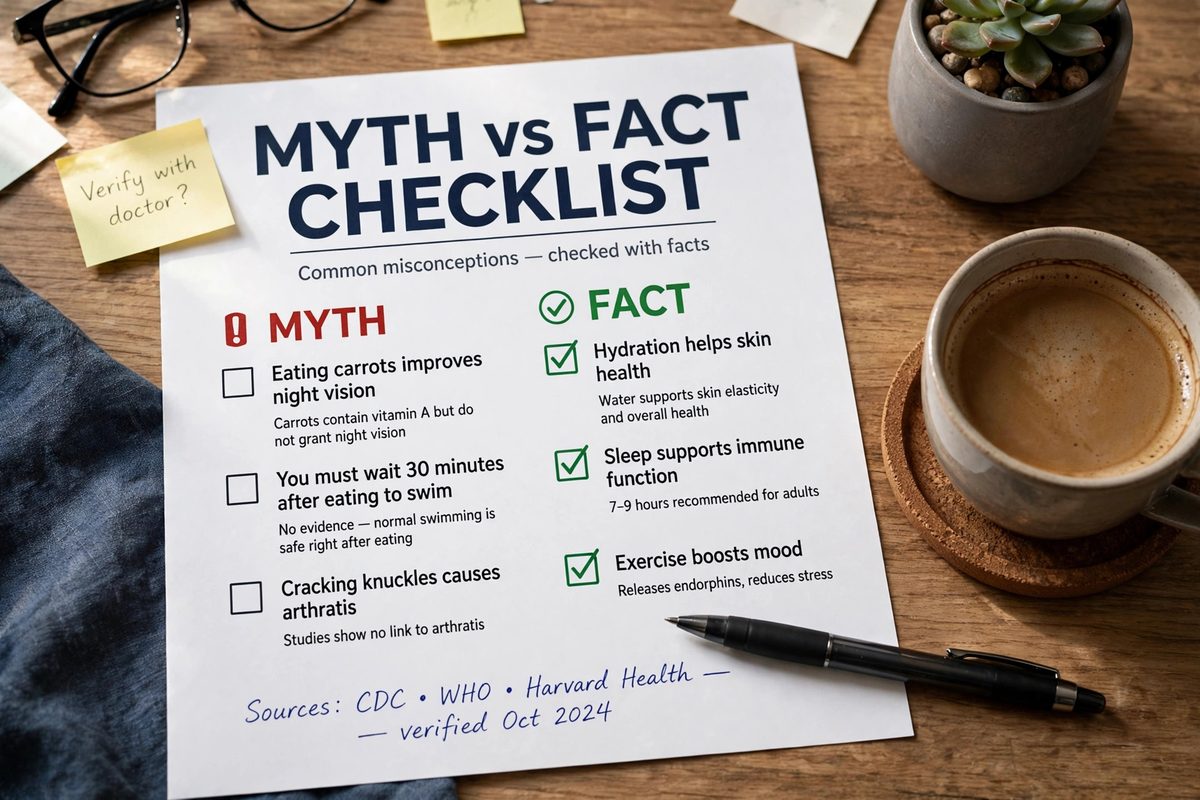 Verify with
doctor?
MYTH vs FACT
CHECKLIST
Common misconceptions — checked with facts
MYTH
Eating carrots improves
night vision
Carrots contain vitamin A but do
not grant night vision
You must wait 30 minutes
after eating to swim
No evidence — normal swimming is
safe right after eating
Cracking knuckles causes
arthratis
Studies show no link to arthratis
FACT
Hydration helps skin
health
Water supports skin elasticity
and overall health
Sleep supports immune
function
7–9 hours recommended for adults
Exercise boosts mood
Releases endorphins, reduces stress
Sources: CDC • WHO • Harvard Health —
— verified Oct 2024